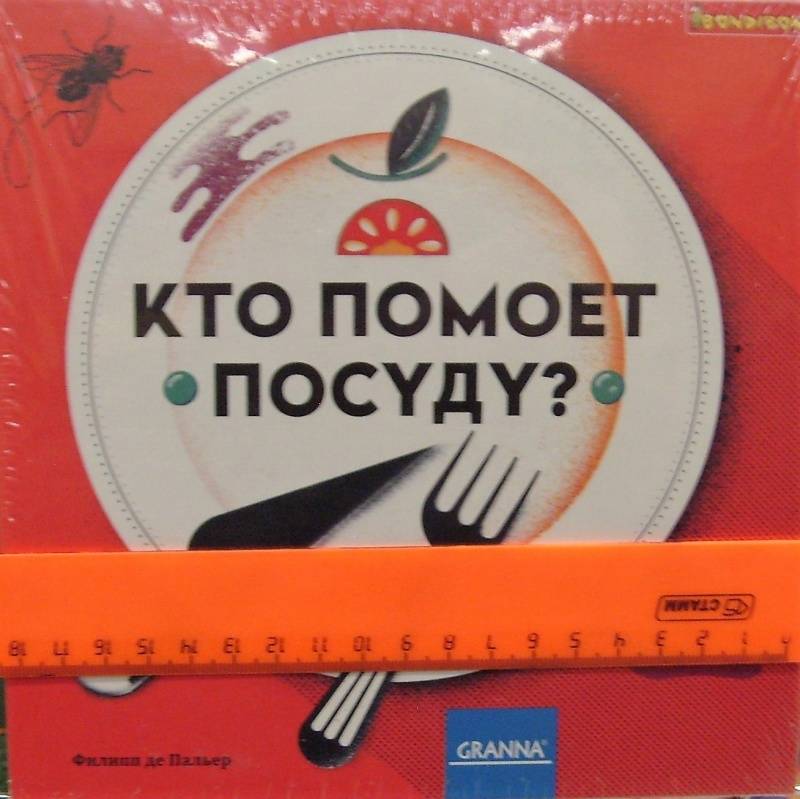 BONDIBON
КТО ПОМОЕТ
ПОСУДУ?
СТАММ
18 17 16 15 14 13 12 11 10 9 8 7 6 5 4 3 2 1
Филипп де Пальер
GRANNA®